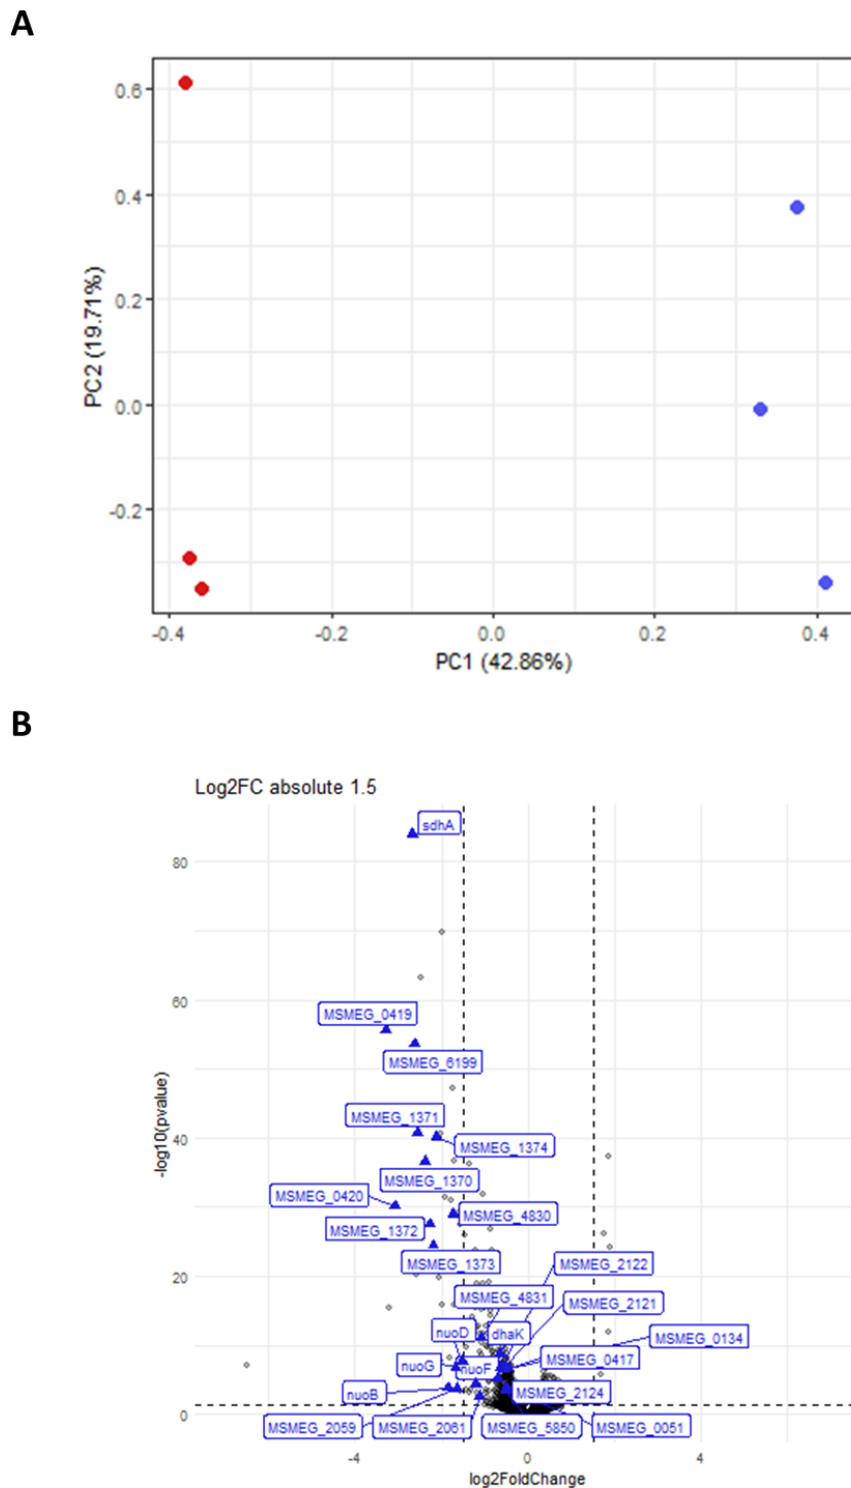 A
0.6
0.4
0.2
0.0
-0.2
PC2 (19.71%)
-0.4 -0.2 0.0 0.2 0.4
PC1 (42.86%)
B
Log2FC absolute 1.5
sdhA
80
60
MSMEG_0419
MSMEG_6199
MSMEG_1371
40
MSMEG_1374
-log10(pvalue)
MSMEG_1370
MSMEG_0420
MSMEG_4830
MSMEG_1372
MSMEG_1373
MSMEG_2122
20
MSMEG_4831
MSMEG_2121
nuoD
dhaK
MSMEG_0134
nuoG
nuoF
MSMEG_0417
nuoB
MSMEG_2124
0
MSMEG_2059
MSMEG_2061
MSMEG_5850
MSMEG_0051
-4 0 4
log2FoldChange